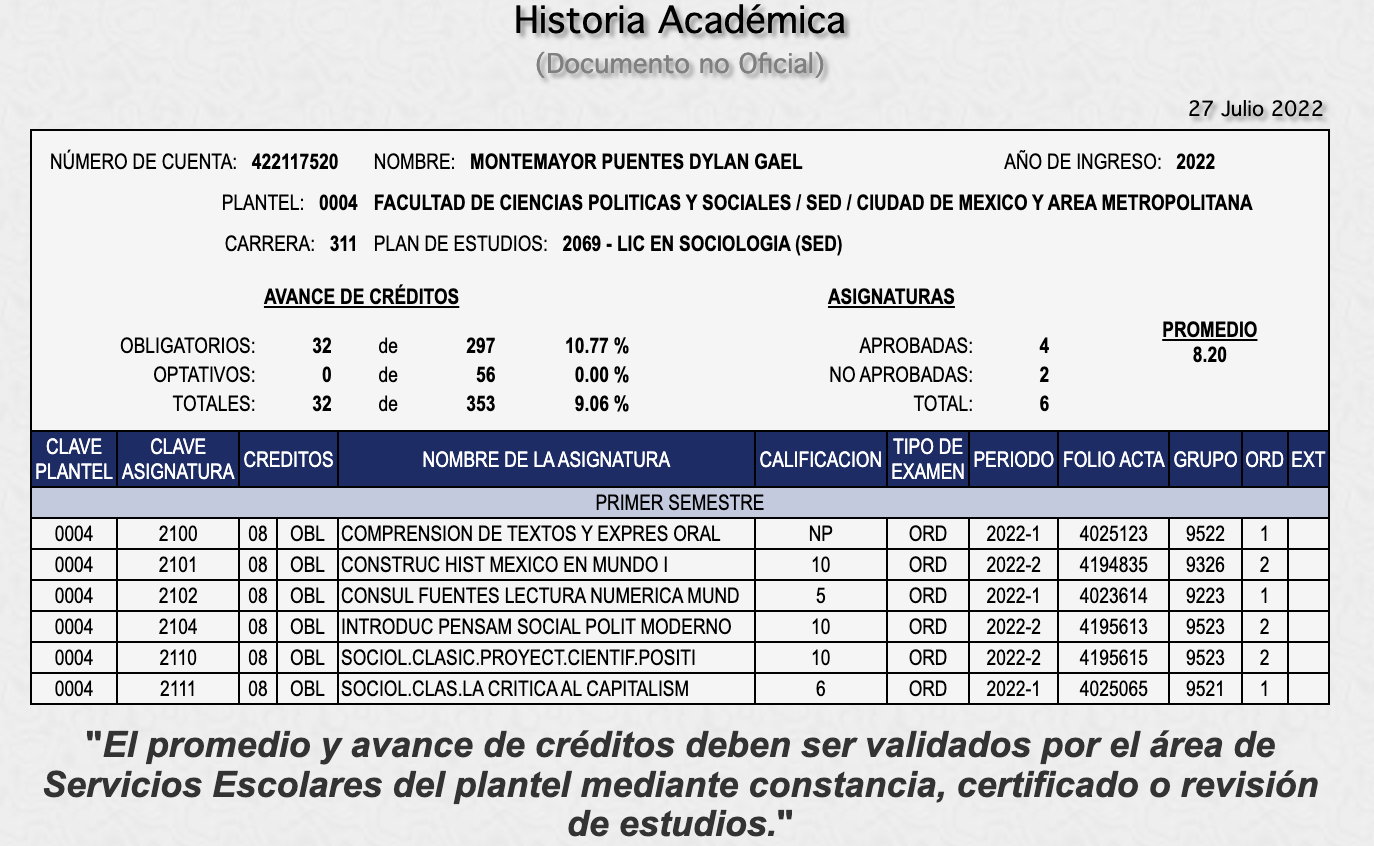 Historia Académica
(Documento no Oficial)
27 Julio 2022
NÚMERO DE CUENTA: 422117520 NOMBRE: MONTEMAYOR PUENTES DYLAN GAEL AÑO DE INGRESO: 2022
PLANTEL: 0004 FACULTAD DE CIENCIAS POLITICAS Y SOCIALES / SED / CIUDAD DE MEXICO Y AREA METROPOLITANA
CARRERA: 311 PLAN DE ESTUDIOS: 2069 - LIC EN SOCIOLOGIA (SED)
AVANCE DE CRÉDITOS ASIGNATURAS
PROMEDIO
OBLIGATORIOS: 32 de 297 10.77 % APROBADAS: 4 8.20
OPTATIVOS: 0 de 56 0.00 % NO APROBADAS: 2
TOTALES: 32 de 353 9.06 % TOTAL: 6
CLAVE PLANTEL CLAVE ASIGNATURA CREDITOS NOMBRE DE LA ASIGNATURA CALIFICACION TIPO DE EXAMEN PERIODO FOLIO ACTA GRUPO ORD EXT
PRIMER SEMESTRE
0004 2100 08 OBL COMPRENSION DE TEXTOS Y EXPRES ORAL NP ORD 2022-1 4025123 9522 1
0004 2101 08 OBL CONSTRUC HIST MEXICO EN MUNDO I 10 ORD 2022-2 4194835 9326 2
0004 2102 08 OBL CONSUL FUENTES LECTURA NUMERICA MUND 5 ORD 2022-1 4023614 9223 1
0004 2104 08 OBL INTRODUC PENSAM SOCIAL POLIT MODERNO 10 ORD 2022-2 4195613 9523 2
0004 2110 08 OBL SOCIOL.CLASIC.PROYECT.CIENTIF.POSITI 10 ORD 2022-2 4195615 9523 2
0004 2111 08 OBL SOCIOL.CLAS.LA CRITICA AL CAPITALISM 6 ORD 2022-1 4025065 9521 1
"El promedio y avance de créditos deben ser validados por el área de
Servicios Escolares del plantel mediante constancia, certificado o revisión
de estudios."